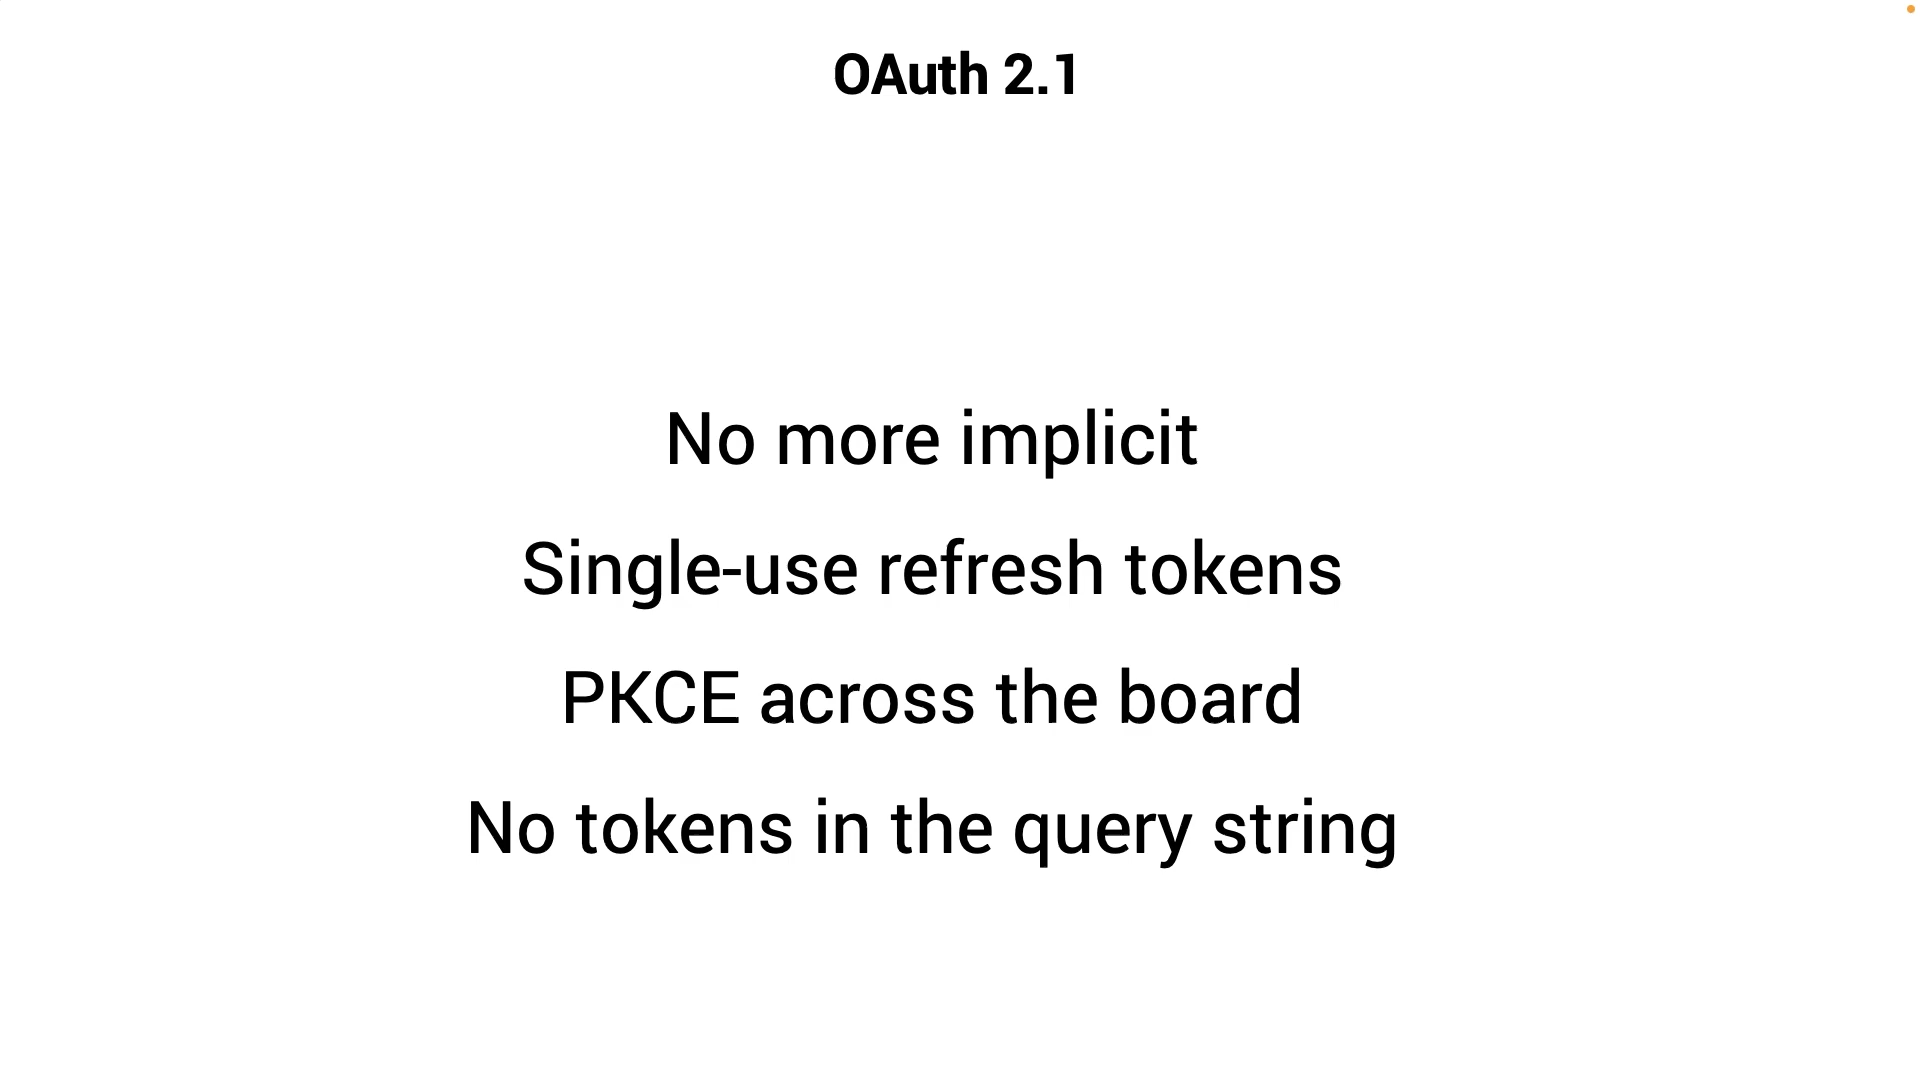 OAuth 2.1
No more implicit
Single-use refresh tokens
PKCE across the board
No tokens in the query string